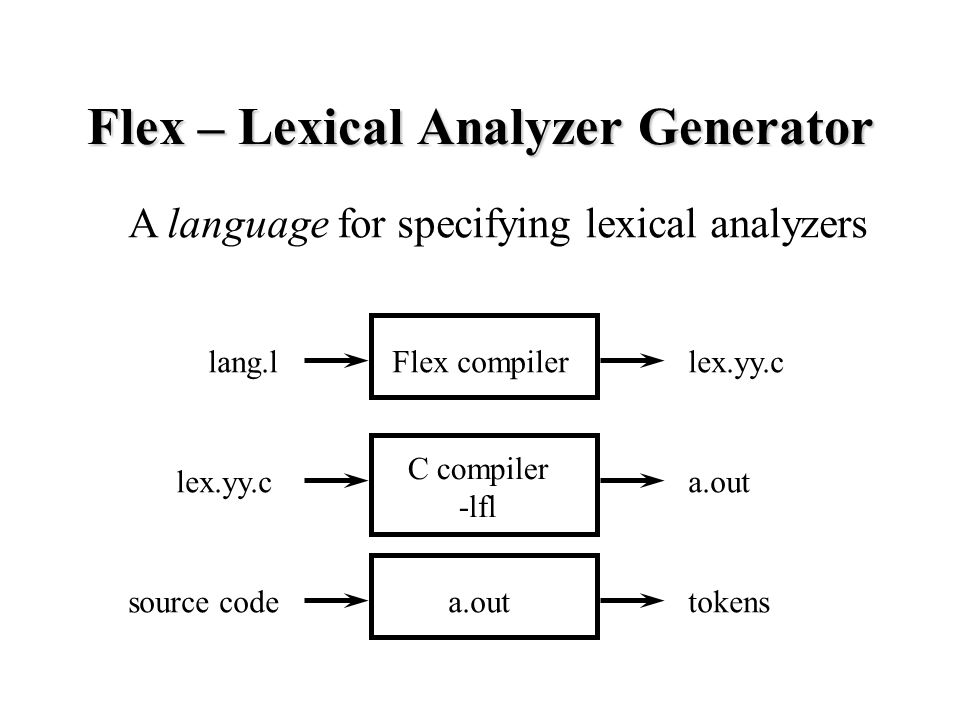 Flex – Lexical Analyzer Generator
A language for specifying lexical analyzers
lang.l Flex compiler lex.yy.c
lex.yy.c C compiler a.out
-lfl
source code a.out tokens